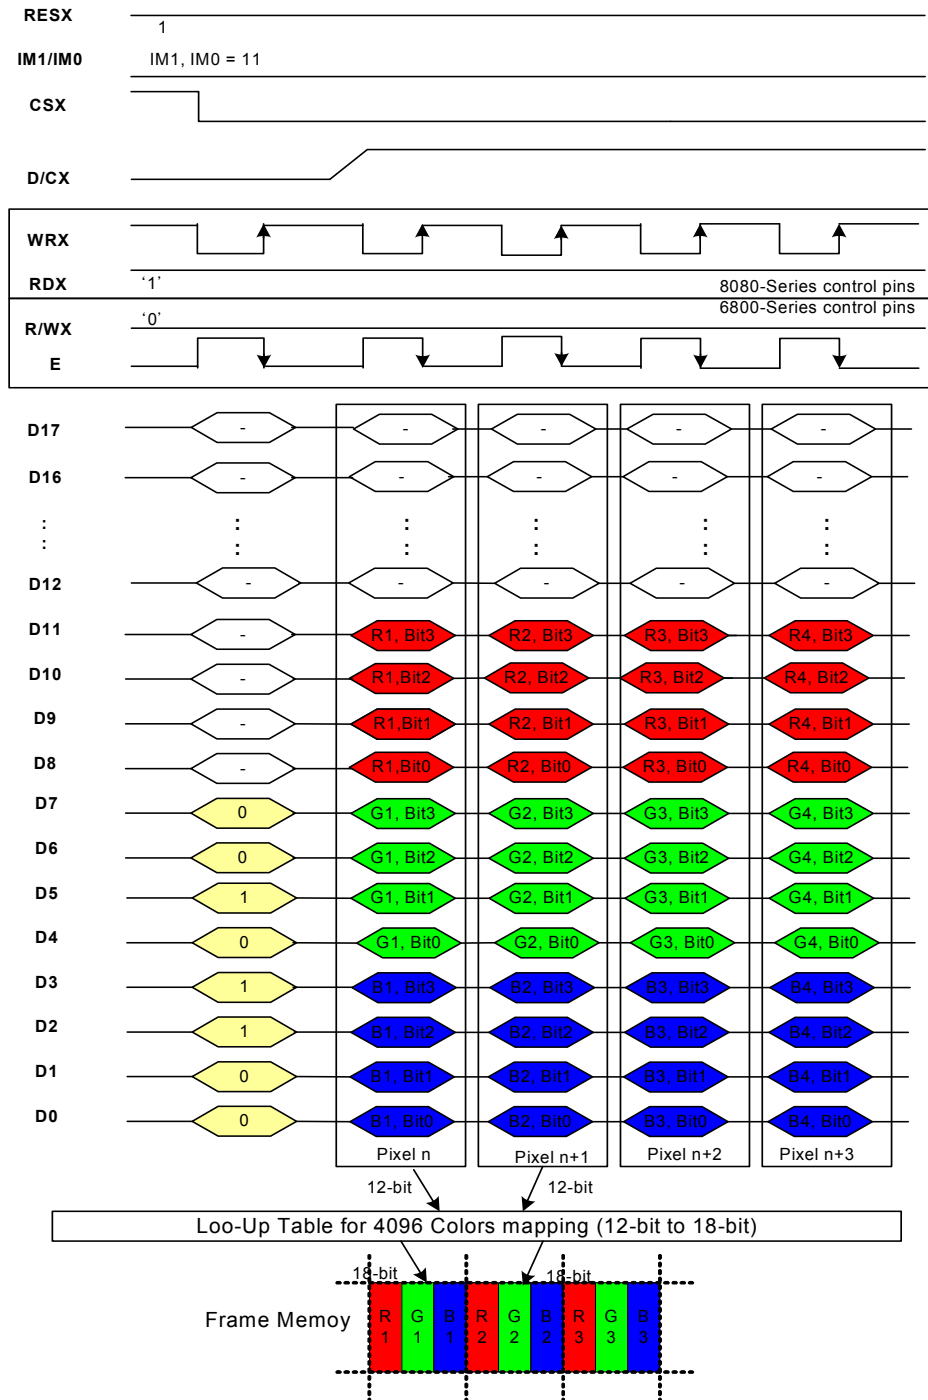 RESX
1
IM1/IM0 IM1, IM0 = 11
CSX
D/CX
WRX
RDX '1' 8080-Series control pins
6800-Series control pins
R/WX '0'
E
D17 - - - - -
D16 - - - - -
: : : : : :
: : : : : :
D12 - - - - -
D11 - R1, Bit3 R2, Bit3 R3, Bit3 R4, Bit3
D10 - R1,Bit2 R2, Bit2 R3, Bit2 R4, Bit2
D9 - R1,Bit1 R2, Bit1 R3, Bit1 R4, Bit1
D8 - R1,Bit0 R2, Bit0 R3, Bit0 R4, Bit0
D7 0 G1, Bit3 G2, Bit3 G3, Bit3 G4, Bit3
D6 0 G1, Bit2 G2, Bit2 G3, Bit2 G4, Bit2
D5 1 G1, Bit1 G2, Bit1 G3, Bit1 G4, Bit1
D4 0 G1, Bit0 G2, Bit0 G3, Bit0 G4, Bit0
D3 1 B1, Bit3 B2, Bit3 B3, Bit3 B4, Bit3
D2 1 B1, Bit2 B2, Bit2 B3, Bit2 B4, Bit2
D1 0 B1, Bit1 B2, Bit1 B3, Bit1 B4, Bit1
D0 0 B1, Bit0 B2, Bit0 B3, Bit0 B4, Bit0
Pixel n Pixel n+1 Pixel n+2 Pixel n+3
12-bit 12-bit
Loo-Up Table for 4096 Colors mapping (12-bit to 18-bit)
18-bit 18-bit
Frame Memoy R G B R G B R G B
1 1 1 2 2 2 3 3 3